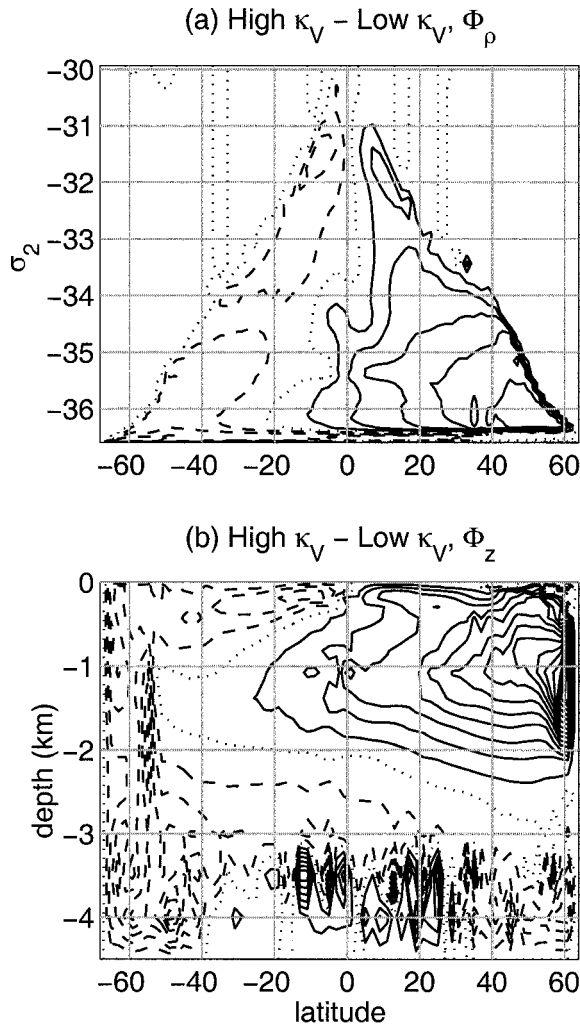 (a) High κV – Low κV, Φρ
−30
−31
−32
−33
−34
−35
−36
σ2
−60 −40 −20 0 20 40 60
(b) High κV – Low κV, Φz
0
−1
−2
−3
−4
depth (km)
−60 −40 −20 0 20 40 60
latitude